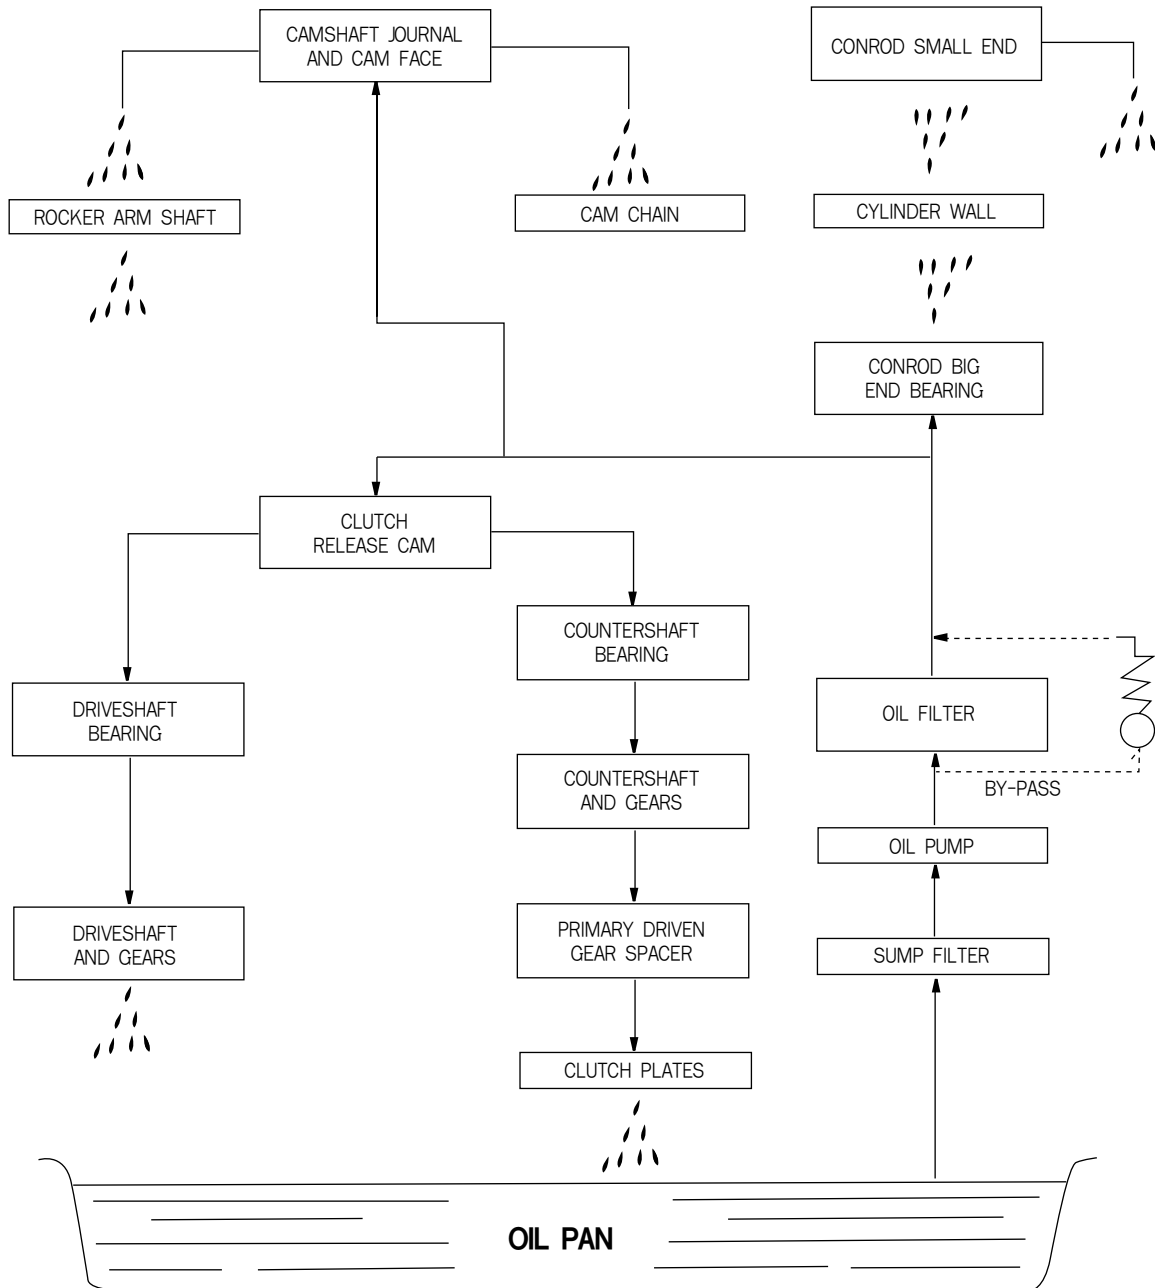 CAMSHAFT JOURNAL
AND CAM FACE
CONROD SMALL END
ROCKER ARM SHAFT
CAM CHAIN
CYLINDER WALL
CONROD BIG
END BEARING
CLUTCH
RELEASE CAM
COUNTERSHAFT
BEARING
DRIVESHAFT
BEARING
OIL FILTER
COUNTERSHAFT
AND GEARS
BY-PASS
OIL PUMP
DRIVESHAFT
AND GEARS
PRIMARY DRIVEN
GEAR SPACER
SUMP FILTER
CLUTCH PLATES
OIL PAN